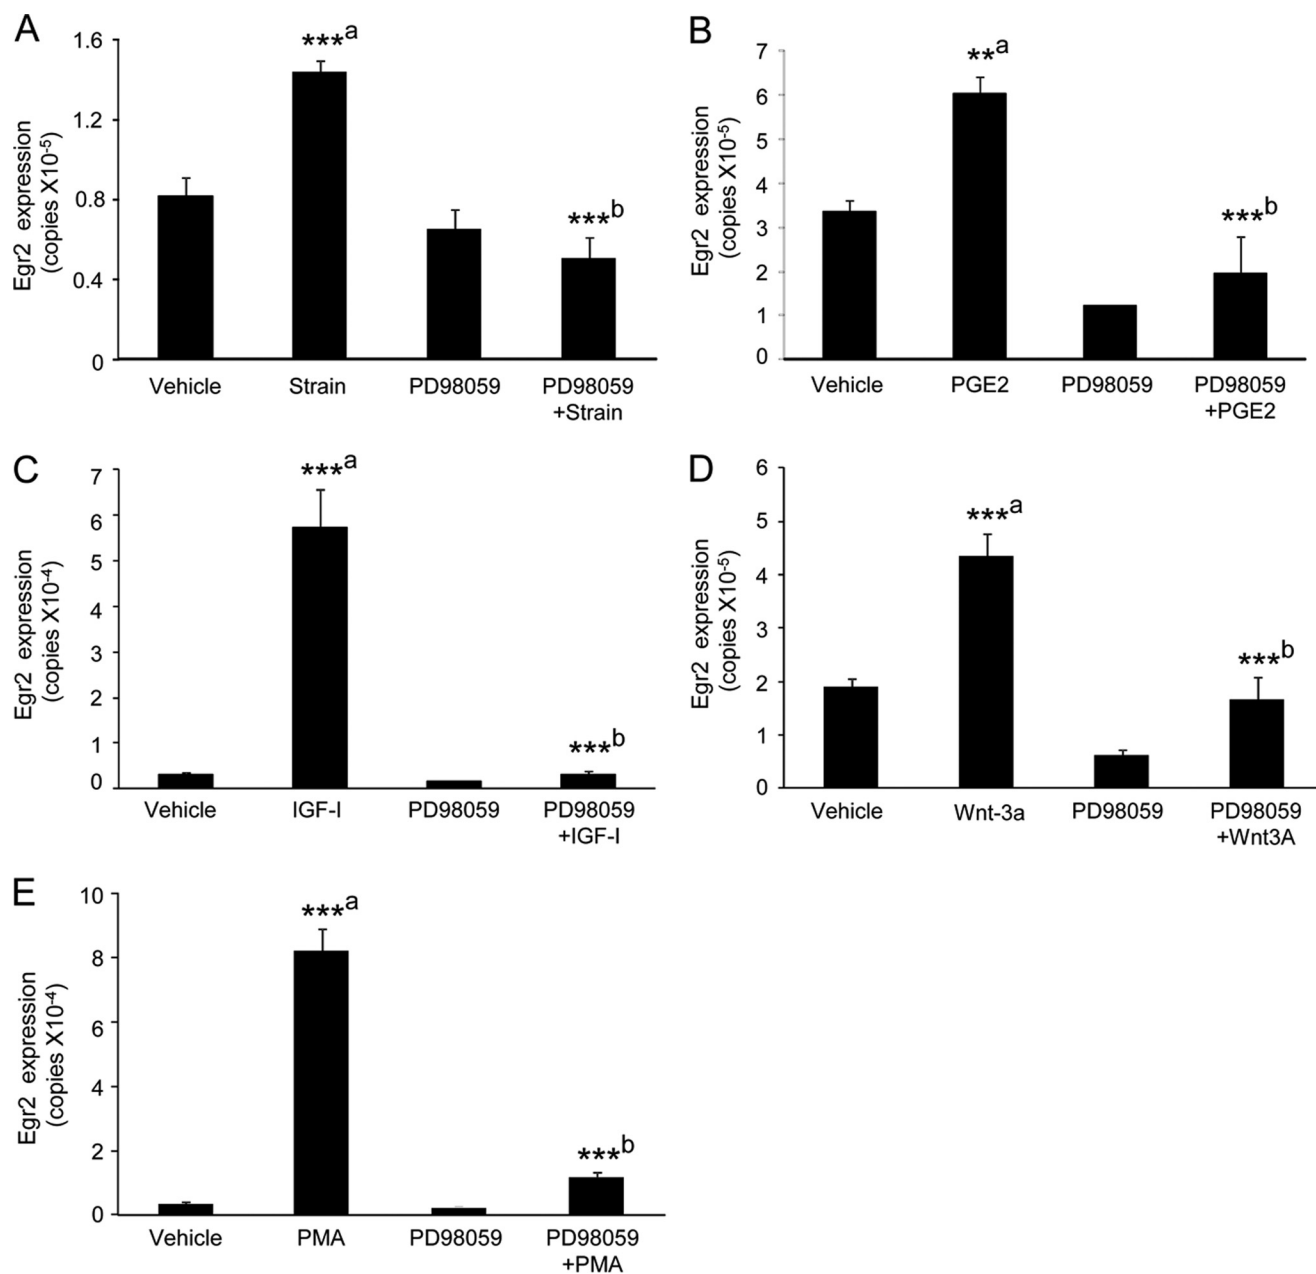 A
Egr2 expression
(copies X10-5)
1.6
1.2
0.8
0.4
0
***a
***b
Vehicle
Strain
PD98059
PD98059
+Strain
B
Egr2 expression
(copies X10-5)
7
6
5
4
3
2
1
0
**a
***b
Vehicle
PGE2
PD98059
PD98059
+PGE2
C
Egr2 expression
(copies X10-4)
7
6
5
4
3
2
1
0
***a
***b
Vehicle
IGF-I
PD98059
PD98059
+IGF-I
D
Egr2 expression
(copies X10-5)
6
5
4
3
2
1
0
***a
***b
Vehicle
Wnt-3a
PD98059
PD98059
+Wnt3A
E
Egr2 expression
(copies X10-4)
10
8
6
4
2
0
***a
***b
Vehicle
PMA
PD98059
PD98059
+PMA